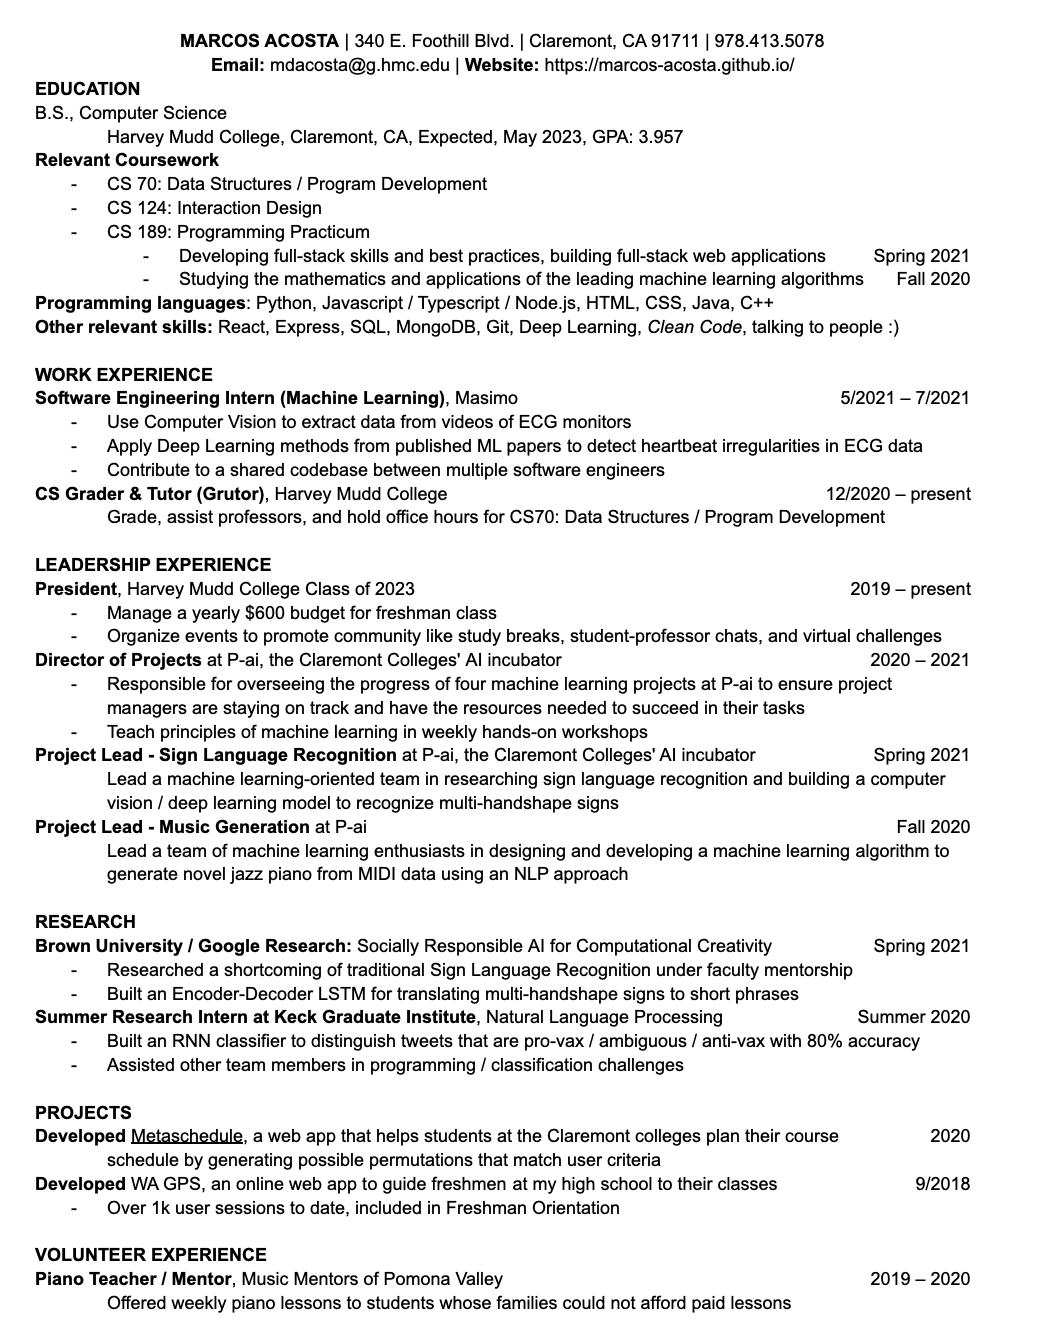 MARCOS ACOSTA | 340 E. Foothill Blvd. | Claremont, CA 91711 | 978.413.5078
Email: mdacosta@g.hmc.edu | Website: https://marcos-acosta.github.io/
EDUCATION
B.S., Computer Science
Harvey Mudd College, Claremont, CA, Expected, May 2023, GPA: 3.957
Relevant Coursework
- CS 70: Data Structures / Program Development
- CS 124: Interaction Design
- CS 189: Programming Practicum
- Developing full-stack skills and best practices, building full-stack web applications Spring 2021
- Studying the mathematics and applications of the leading machine learning algorithms Fall 2020
Programming languages: Python, Javascript / Typescript / Node.js, HTML, CSS, Java, C++
Other relevant skills: React, Express, SQL, MongoDB, Git, Deep Learning, Clean Code, talking to people :)
WORK EXPERIENCE
Software Engineering Intern (Machine Learning), Masimo 5/2021 – 7/2021
- Use Computer Vision to extract data from videos of ECG monitors
- Apply Deep Learning methods from published ML papers to detect heartbeat irregularities in ECG data
- Contribute to a shared codebase between multiple software engineers
CS Grader & Tutor (Grutor), Harvey Mudd College 12/2020 – present
Grade, assist professors, and hold office hours for CS70: Data Structures / Program Development
LEADERSHIP EXPERIENCE
President, Harvey Mudd College Class of 2023 2019 – present
- Manage a yearly $600 budget for freshman class
- Organize events to promote community like study breaks, student-professor chats, and virtual challenges
Director of Projects at P-ai, the Claremont Colleges' AI incubator 2020 – 2021
- Responsible for overseeing the progress of four machine learning projects at P-ai to ensure project
managers are staying on track and have the resources needed to succeed in their tasks
- Teach principles of machine learning in weekly hands-on workshops
Project Lead - Sign Language Recognition at P-ai, the Claremont Colleges' AI incubator Spring 2021
Lead a machine learning-oriented team in researching sign language recognition and building a computer
vision / deep learning model to recognize multi-handshape signs
Project Lead - Music Generation at P-ai Fall 2020
Lead a team of machine learning enthusiasts in designing and developing a machine learning algorithm to
generate novel jazz piano from MIDI data using an NLP approach
RESEARCH
Brown University / Google Research: Socially Responsible AI for Computational Creativity Spring 2021
- Researched a shortcoming of traditional Sign Language Recognition under faculty mentorship
- Built an Encoder-Decoder LSTM for translating multi-handshape signs to short phrases
Summer Research Intern at Keck Graduate Institute, Natural Language Processing Summer 2020
- Built an RNN classifier to distinguish tweets that are pro-vax / ambiguous / anti-vax with 80% accuracy
- Assisted other team members in programming / classification challenges
PROJECTS
Developed Metaschedule, a web app that helps students at the Claremont colleges plan their course 2020
schedule by generating possible permutations that match user criteria
Developed WA GPS, an online web app to guide freshmen at my high school to their classes 9/2018
- Over 1k user sessions to date, included in Freshman Orientation
VOLUNTEER EXPERIENCE
Piano Teacher / Mentor, Music Mentors of Pomona Valley 2019 – 2020
Offered weekly piano lessons to students whose families could not afford paid lessons